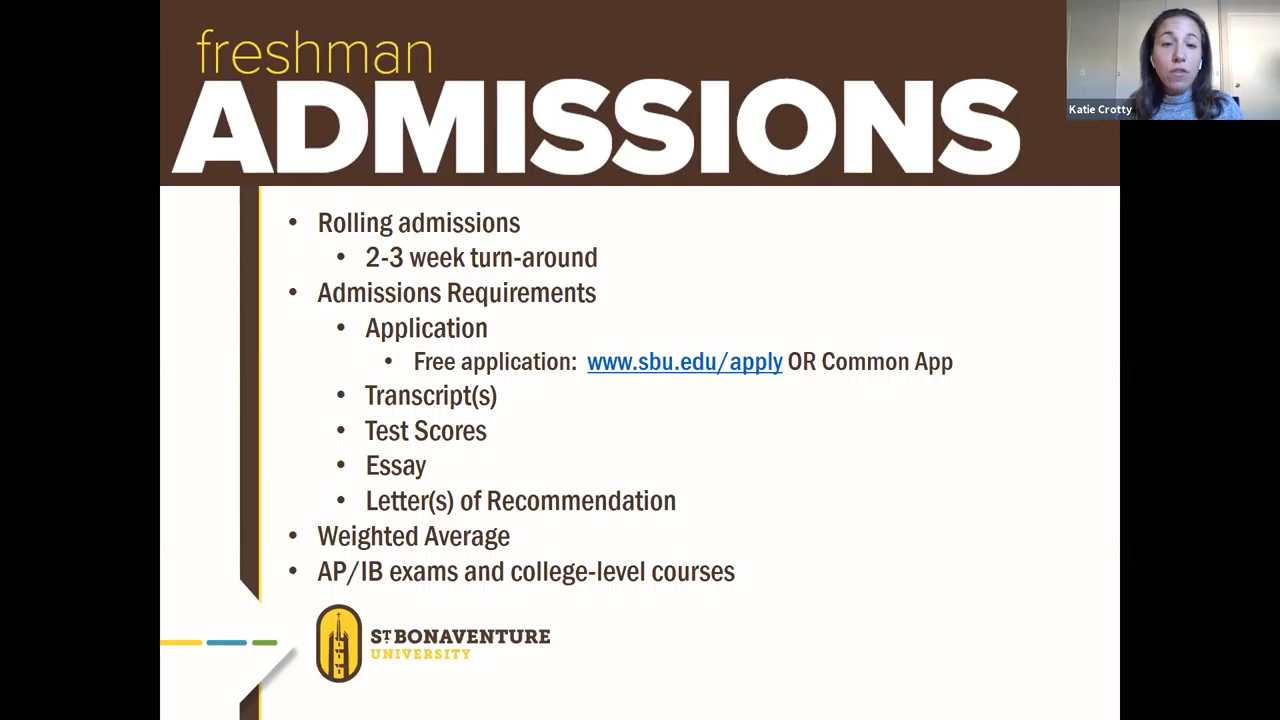 freshman
ADMISSIONS
Katie Crotty
• Rolling admissions
• 2-3 week turn-around
• Admissions Requirements
• Application
• Free application: www.sbu.edu/apply OR Common App
• Transcript(s)
• Test Scores
• Essay
• Letter(s) of Recommendation
• Weighted Average
• AP/IB exams and college-level courses
ST. BONAVENTURE
UNIVERSITY